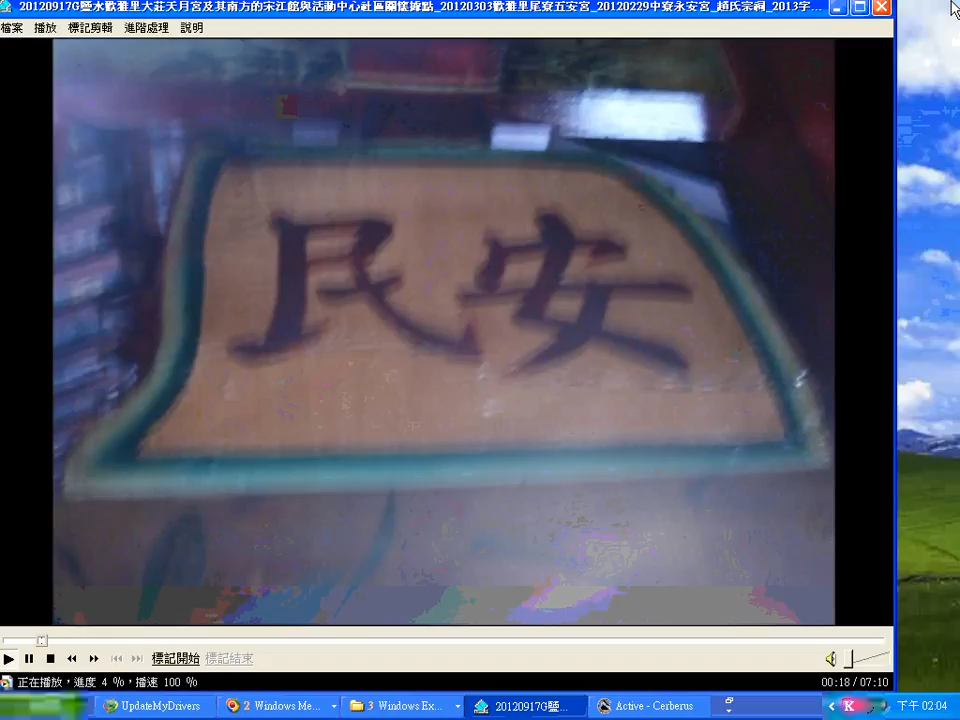 20120917G鹽水歡雅里大莊天月宮及其南方的宋江館與活動中心社區關懷據點_20120303歡雅里尾寮五安宮_20120229中寮永安宮_趙氏宗祠_2013字...
檔案 播放 標記剪輯 進階處理 說明
民安
標記開始 標記結束
正在播放，進度 4 %，播速 100 %
00:18 / 07:10
UpdateMyDrivers
2 Windows Me...
3 Windows Ex...
20120917G鹽...
Active - Cerberus
K
下午 02:04